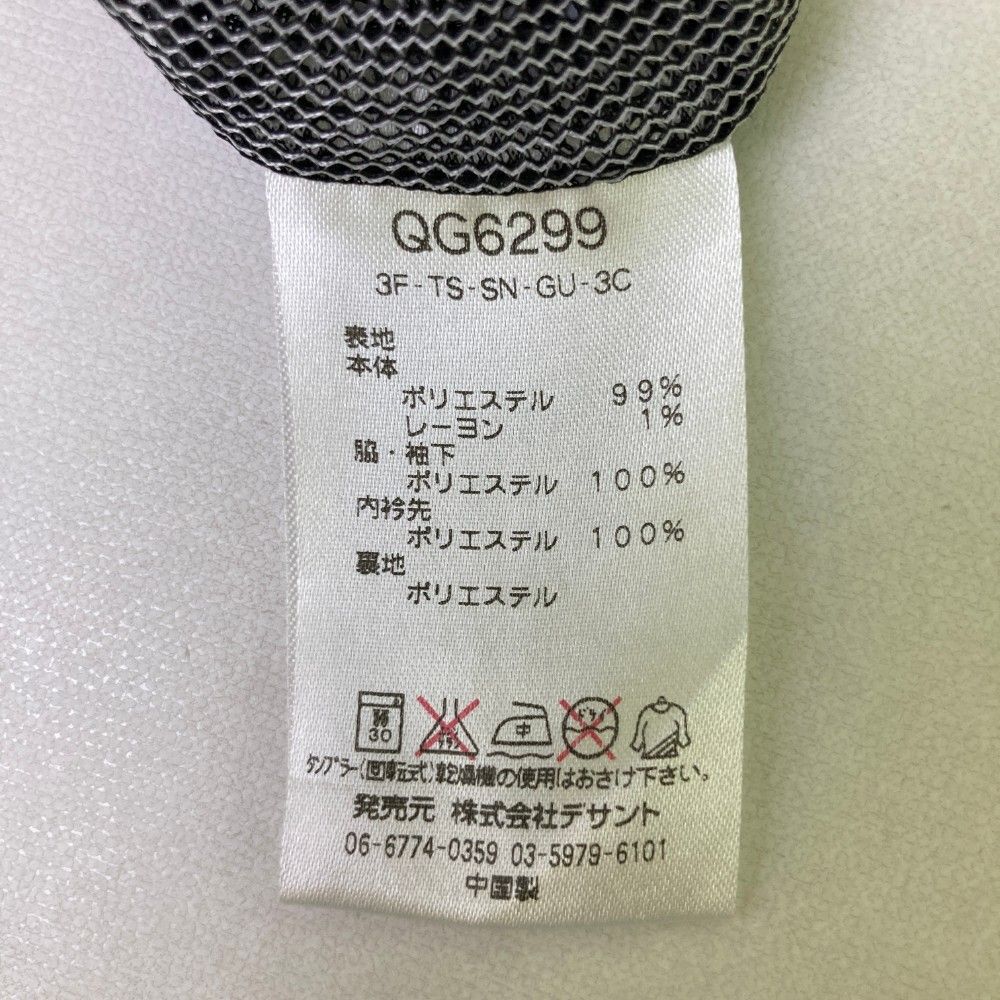 QG6299
3F-TS-SN-GU-3C
表地
本体
ポリエステル 99%
レーヨン 1%
脇・袖下
ポリエステル 100%
内衿先
ポリエステル 100%
裏地
ポリエステル
弱
30
中
タンブラー(回転式)乾燥機の使用はおさけ下さい。
発売元 株式会社デサント
06-6774-0359 03-5979-6101
中国製